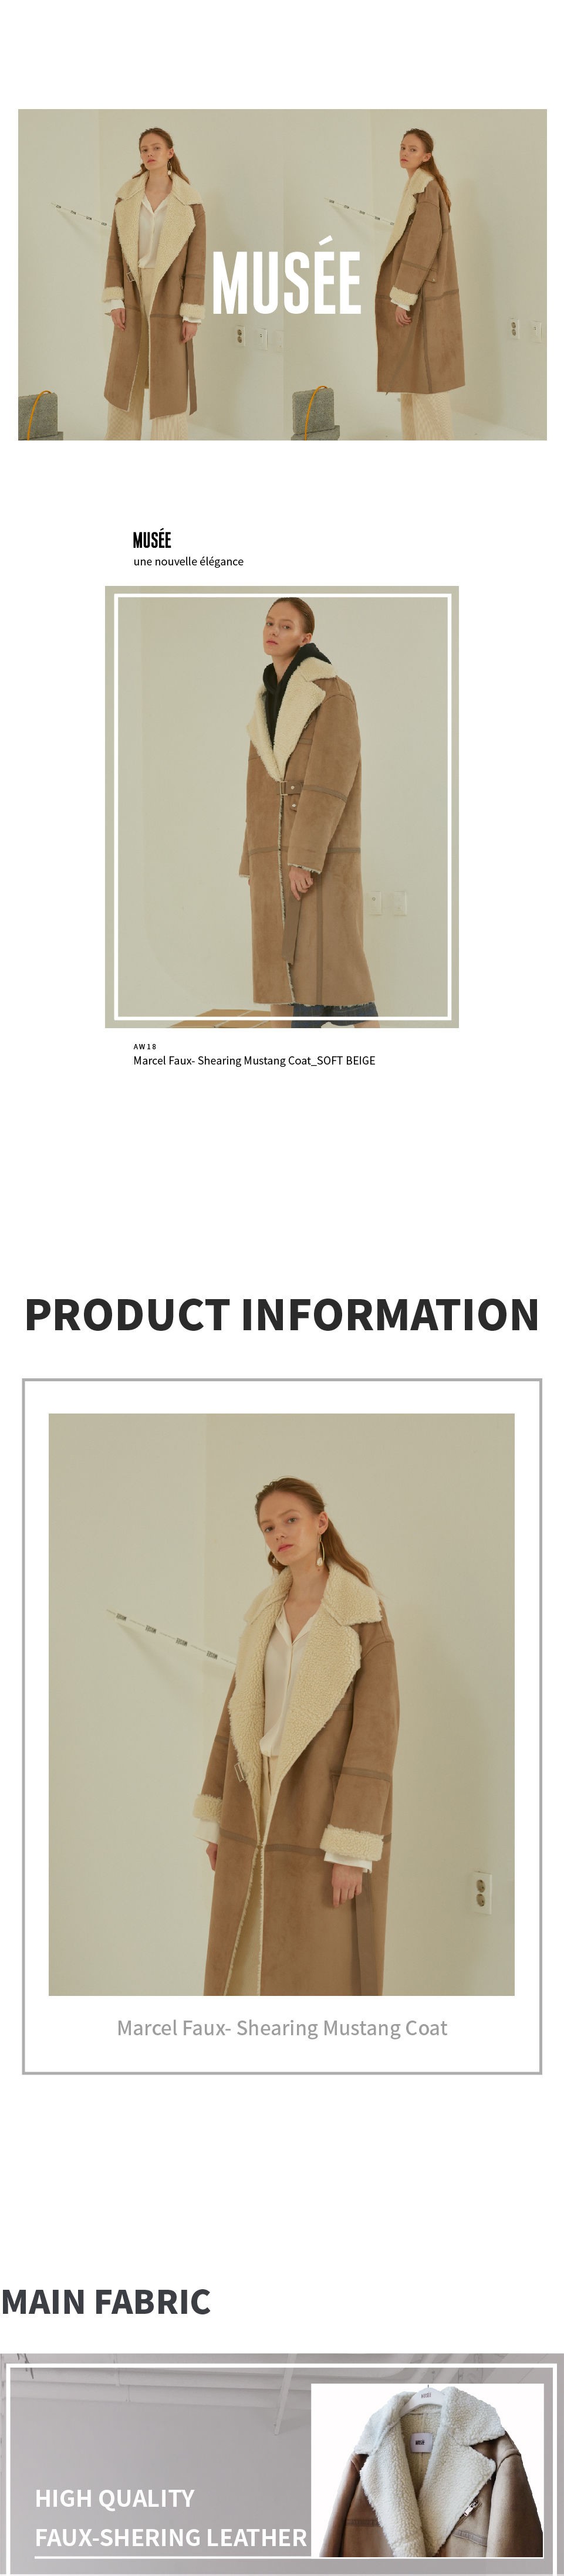 MUSÉE
MUSÉE
une nouvelle élégance
AW18
Marcel Faux- Shearing Mustang Coat_SOFT BEIGE
PRODUCT INFORMATION
Marcel Faux- Shearing Mustang Coat
MAIN FABRIC
HIGH QUALITY
FAUX-SHERING LEATHER